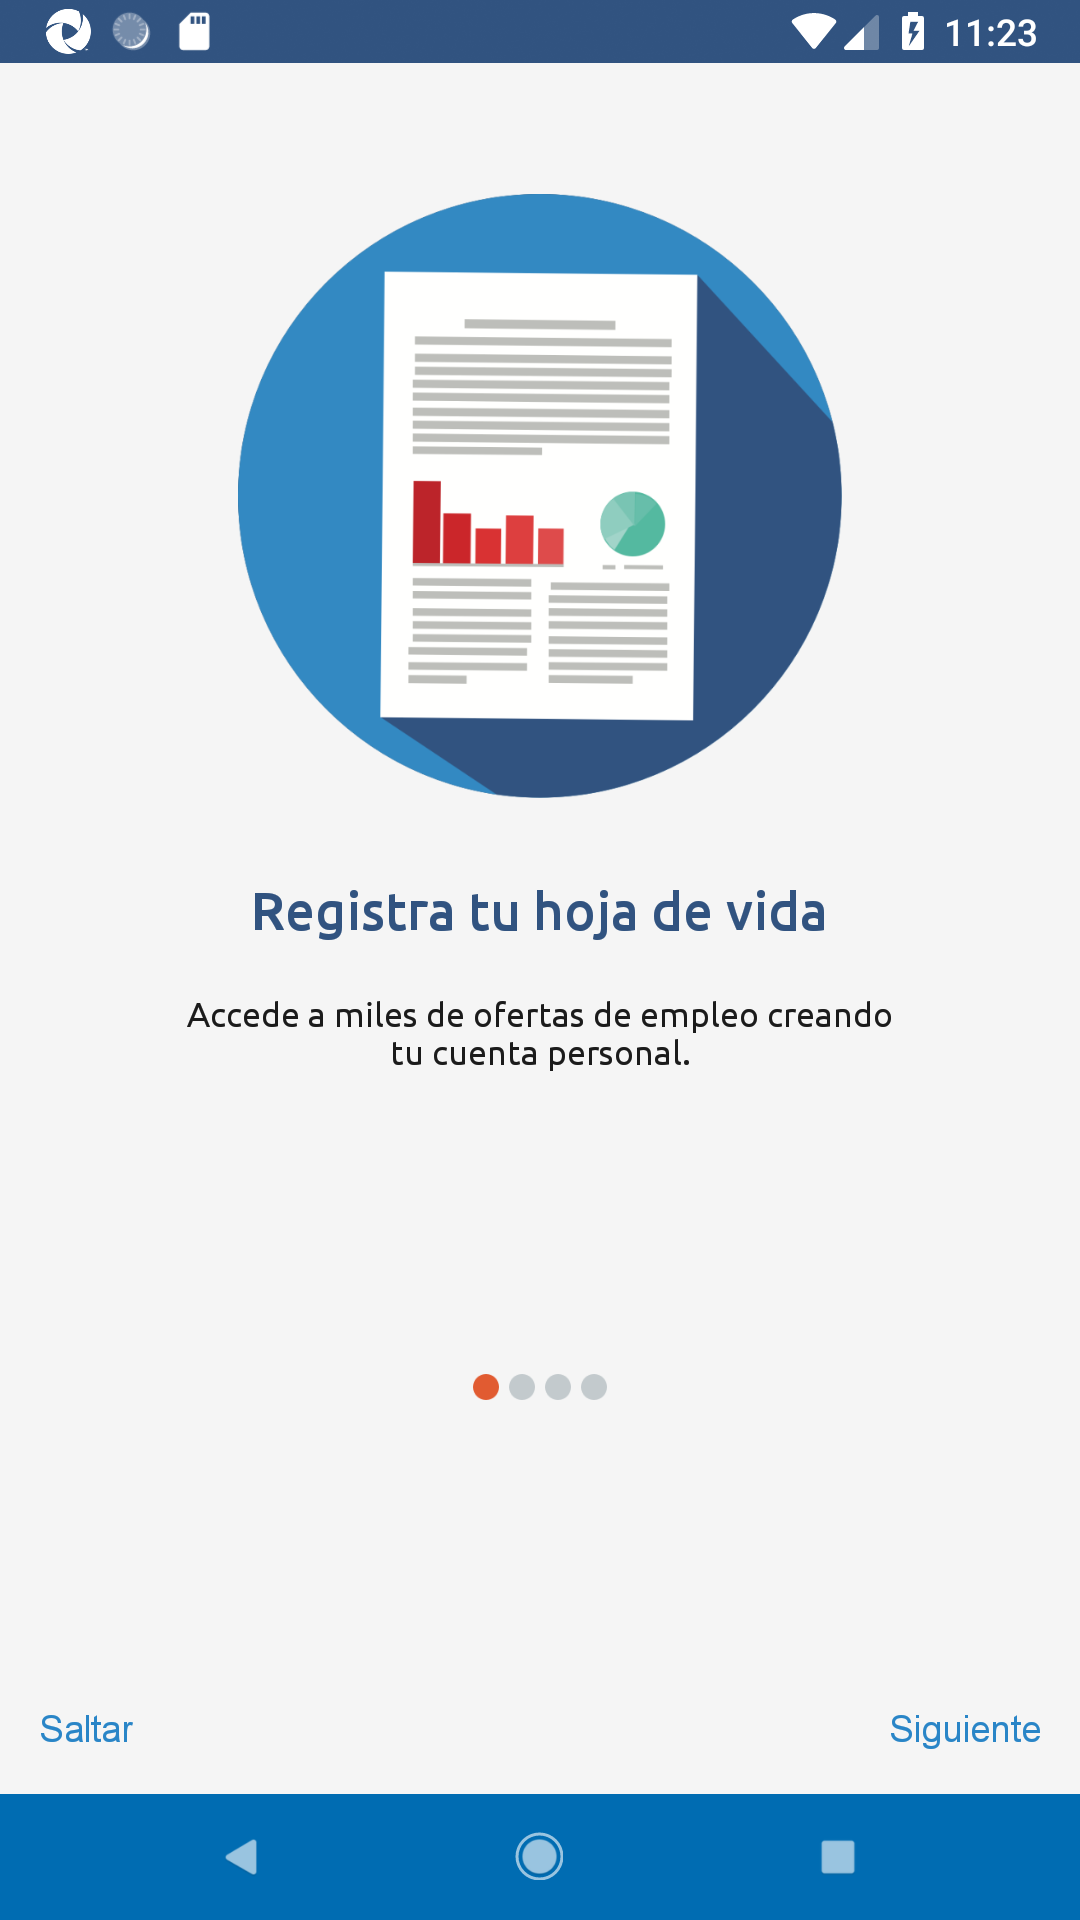 11:23
Registra tu hoja de vida
Accede a miles de ofertas de empleo creando
tu cuenta personal.
Saltar
Siguiente